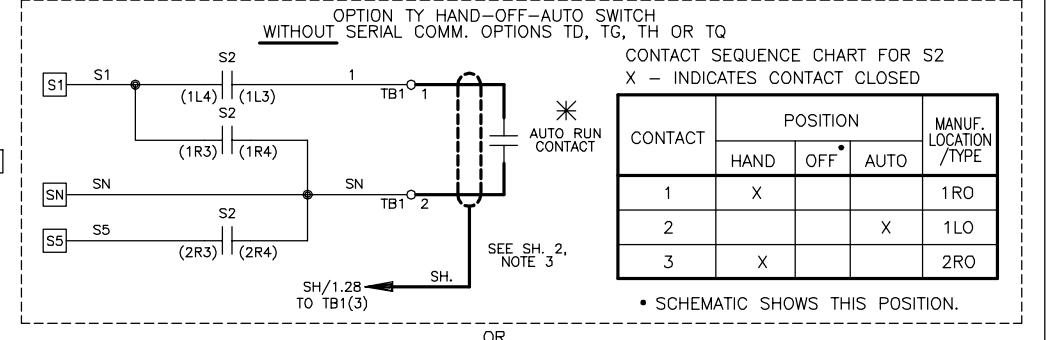 OPTION TY HAND-OFF-AUTO SWITCH
WITHOUT SERIAL COMM. OPTIONS TD, TG, TH OR TQ
S1
S1
S2
(1L4)
(1L3)
1
TB1
1
S2
(1R3)
(1R4)
AUTO RUN
CONTACT
SN
SN
SN
TB1
2
S5
S5
S2
(2R3)
(2R4)
SEE SH. 2,
NOTE 3
SH.
SH/1.28
TO TB1(3)
CONTACT SEQUENCE CHART FOR S2
X - INDICATES CONTACT CLOSED
CONTACT
POSITION
MANUF.
LOCATION
/TYPE
HAND
OFF
AUTO
1 X 1RO
2 X 1LO
3 X 2RO
• SCHEMATIC SHOWS THIS POSITION.
OR